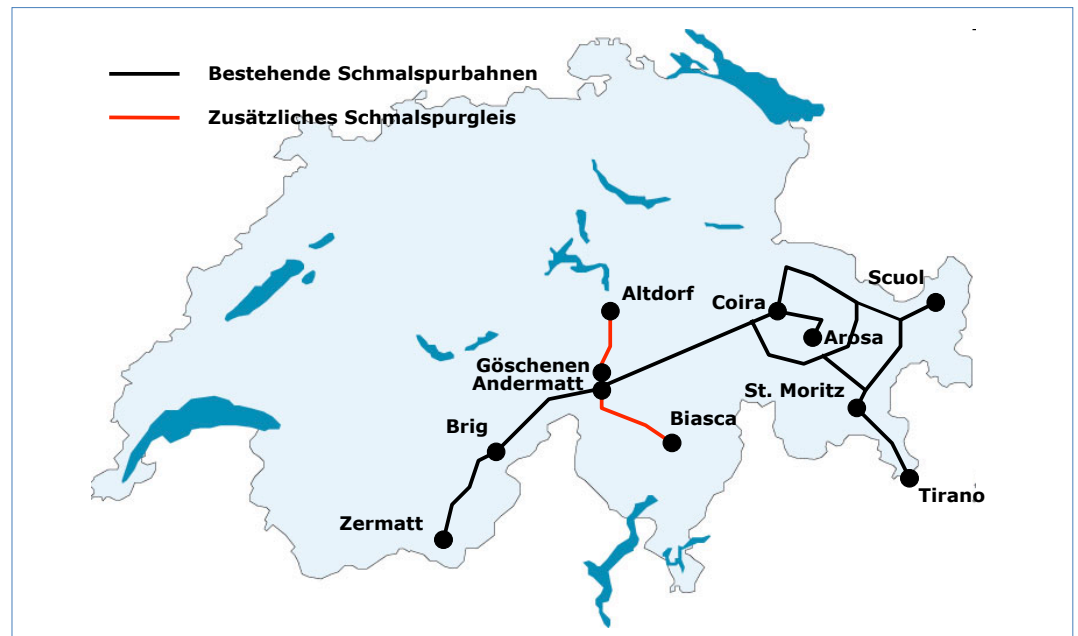 Bestehende Schmalspurbahnen
Zusätzliches Schmalspurgleis
Scuol
Altdorf
Coira
Arosa
Göschenen
Andermatt
St. Moritz
Biasca
Brig
Tirano
Zermatt